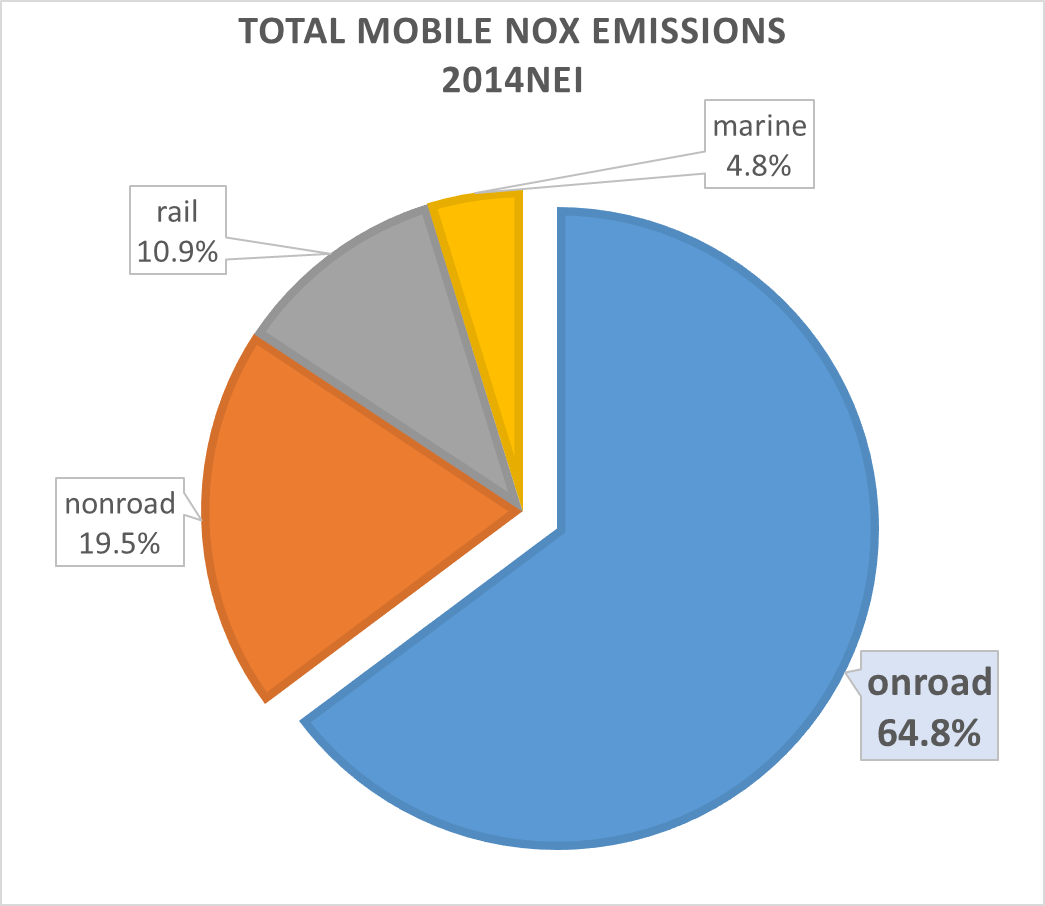 TOTAL MOBILE NOX EMISSIONS
2014NEI
marine
4.8%
rail
10.9%
nonroad
19.5%
onroad
64.8%